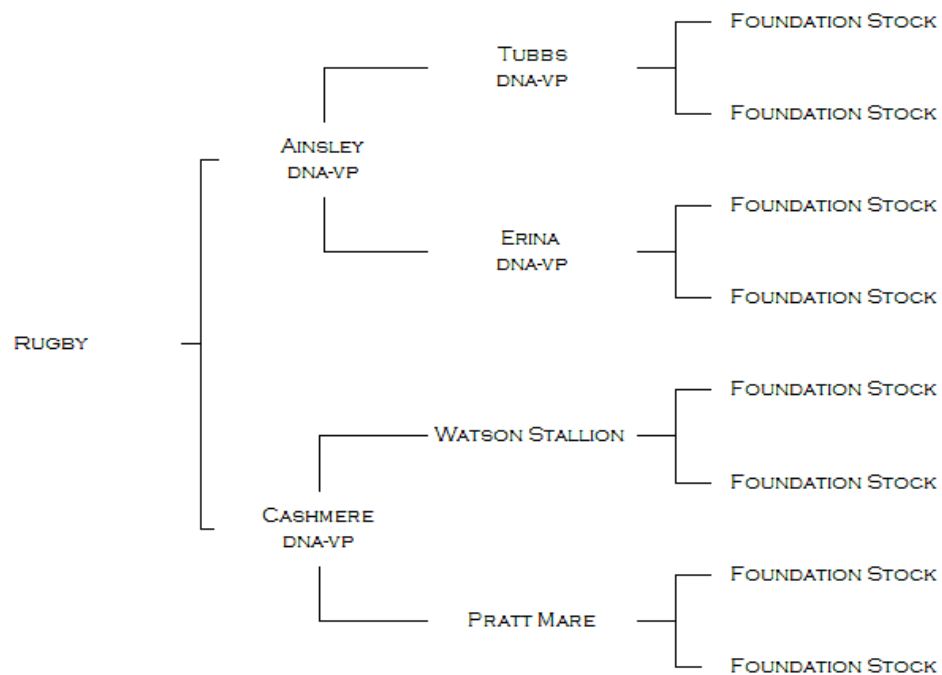 Foundation Stock
Tubbs
DNA-VP
Foundation Stock
Ainsley
DNA-VP
Foundation Stock
Erina
DNA-VP
Foundation Stock
Rugby
Foundation Stock
Watson Stallion
Foundation Stock
Cashmere
DNA-VP
Foundation Stock
Pratt Mare
Foundation Stock